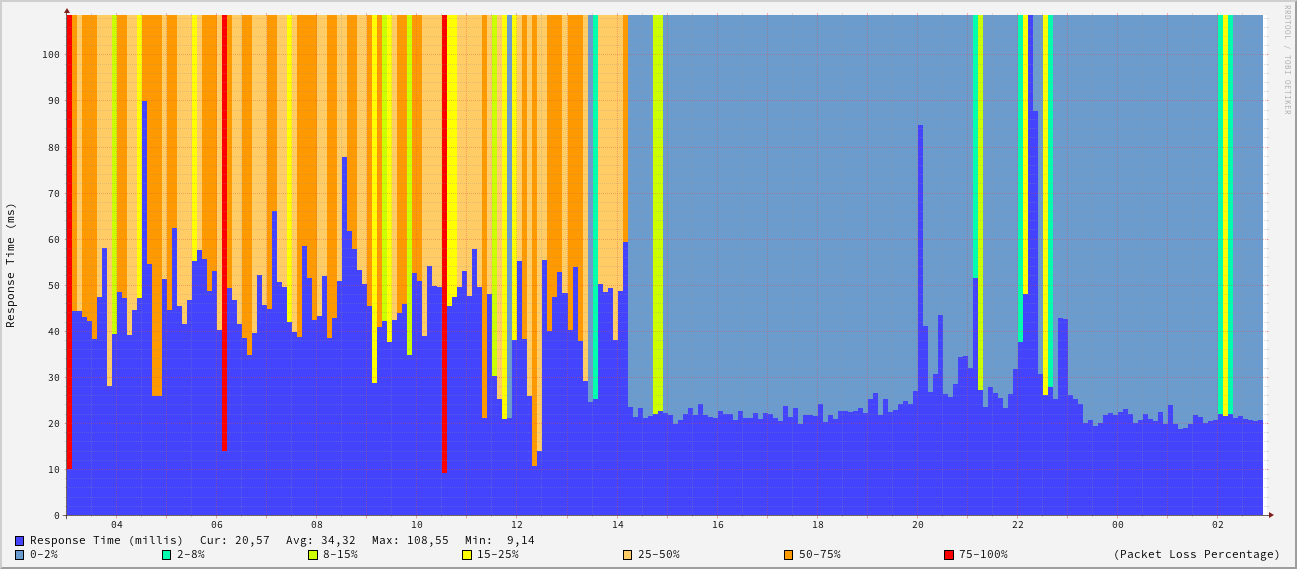 RRDTOOL / TOBI OETIKER
Response Time (ms)
100
90
80
70
60
50
40
30
20
10
0
04 06 08 10 12 14 16 18 20 22 00 02
Response Time (millis) Cur: 20,57 Avg: 34,32 Max: 108,55 Min: 9,14
0-2% 2-8% 8-15% 15-25% 25-50% 50-75% 75-100% (Packet Loss Percentage)